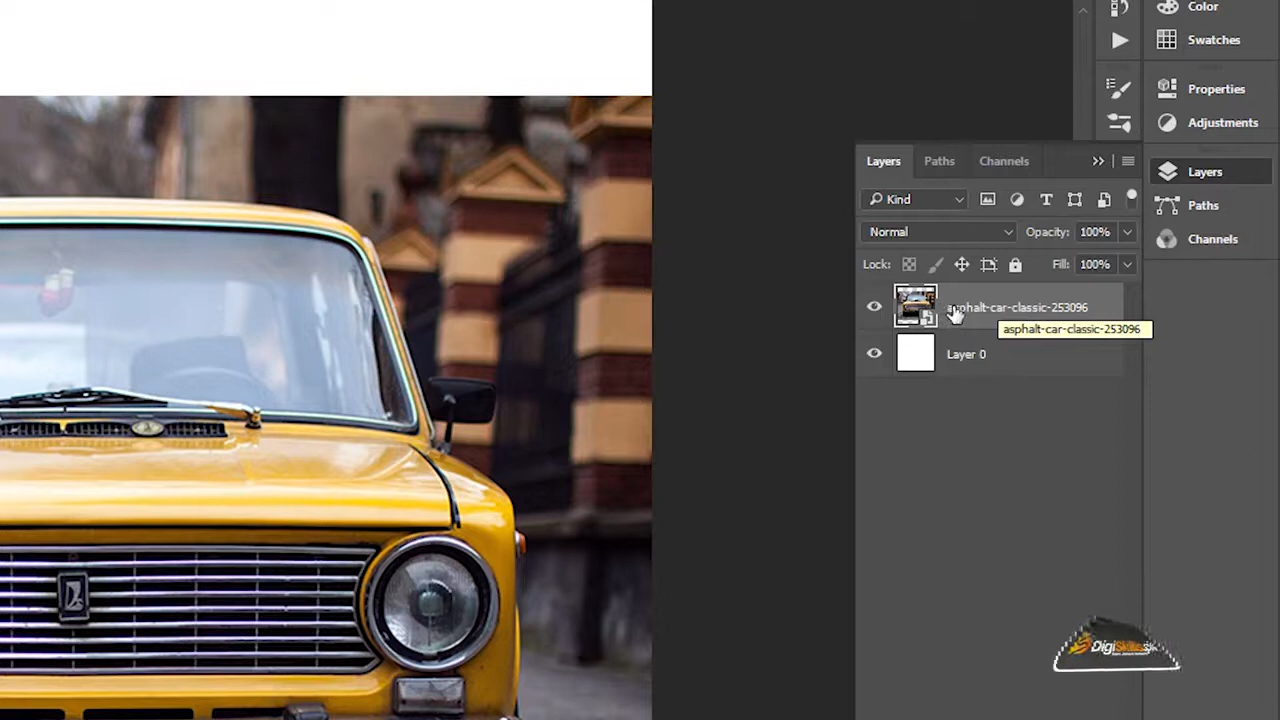 Color
Swatches
Properties
Adjustments
Layers Paths Channels
Layers
Kind
Paths
Normal Opacity: 100%
Channels
Lock: Fill: 100%
asphalt-car-classic-253096
asphalt-car-classic-253096
Layer 0